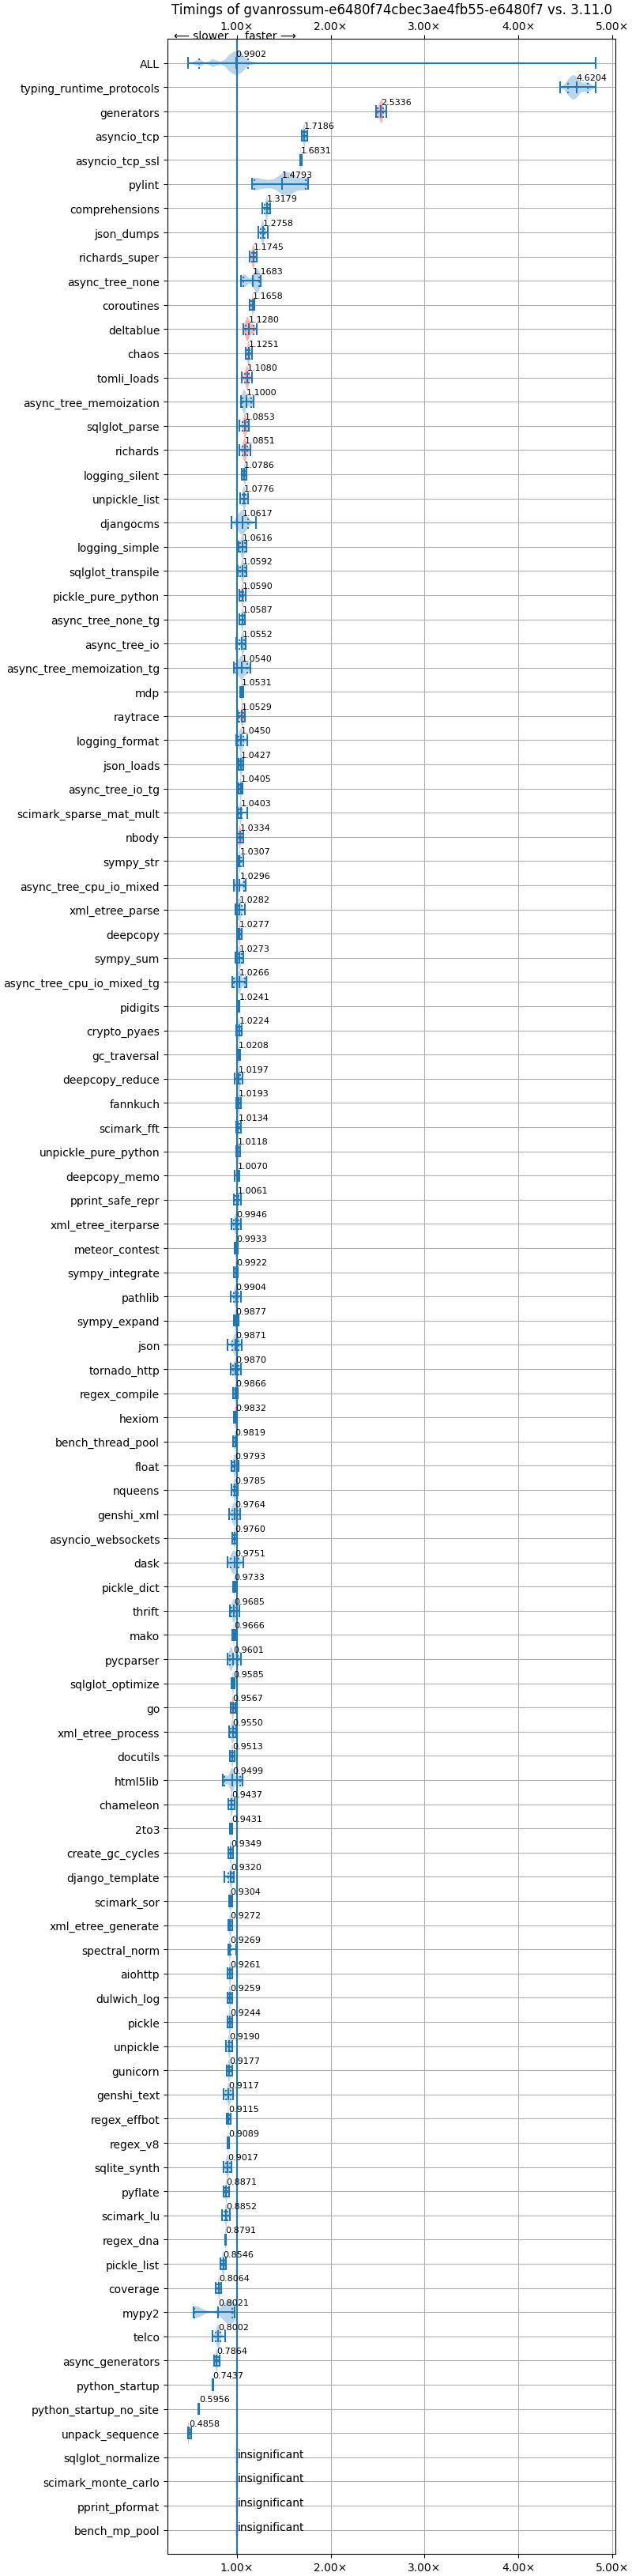 Timings of gvanrossum-e6480f74cbec3ae4fb55-e6480f7 vs. 3.11.0
1.00× 2.00× 3.00× 4.00× 5.00×
⟵ slower faster ⟶
ALL 0.9902
typing_runtime_protocols 4.6204
generators 2.5336
asyncio_tcp 1.7186
asyncio_tcp_ssl 1.6831
pylint 1.4793
comprehensions 1.3179
json_dumps 1.2758
richards_super 1.1745
async_tree_none 1.1683
coroutines 1.1658
deltablue 1.1280
chaos 1.1251
tomli_loads 1.1080
async_tree_memoization 1.1000
sqlglot_parse 1.0853
richards 1.0851
logging_silent 1.0786
unpickle_list 1.0776
djangocms 1.0617
logging_simple 1.0616
sqlglot_transpile 1.0592
pickle_pure_python 1.0590
async_tree_none_tg 1.0587
async_tree_io 1.0552
async_tree_memoization_tg 1.0540
mdp 1.0531
raytrace 1.0529
logging_format 1.0450
json_loads 1.0427
async_tree_io_tg 1.0405
scimark_sparse_mat_mult 1.0403
nbody 1.0334
sympy_str 1.0307
async_tree_cpu_io_mixed 1.0296
xml_etree_parse 1.0282
deepcopy 1.0277
sympy_sum 1.0273
async_tree_cpu_io_mixed_tg 1.0266
pidigits 1.0241
crypto_pyaes 1.0224
gc_traversal 1.0208
deepcopy_reduce 1.0197
fannkuch 1.0193
scimark_fft 1.0134
unpickle_pure_python 1.0118
deepcopy_memo 1.0070
pprint_safe_repr 1.0061
xml_etree_iterparse 0.9946
meteor_contest 0.9933
sympy_integrate 0.9922
pathlib 0.9904
sympy_expand 0.9877
json 0.9871
tornado_http 0.9870
regex_compile 0.9866
hexiom 0.9832
bench_thread_pool 0.9819
float 0.9793
nqueens 0.9785
genshi_xml 0.9764
asyncio_websockets 0.9760
dask 0.9751
pickle_dict 0.9733
thrift 0.9685
mako 0.9666
pycparser 0.9601
sqlglot_optimize 0.9585
go 0.9567
xml_etree_process 0.9550
docutils 0.9513
html5lib 0.9499
chameleon 0.9437
2to3 0.9431
create_gc_cycles 0.9349
django_template 0.9320
scimark_sor 0.9304
xml_etree_generate 0.9272
spectral_norm 0.9269
aiohttp 0.9261
dulwich_log 0.9259
pickle 0.9244
unpickle 0.9190
gunicorn 0.9177
genshi_text 0.9117
regex_effbot 0.9115
regex_v8 0.9089
sqlite_synth 0.9017
pyflate 0.8871
scimark_lu 0.8852
regex_dna 0.8791
pickle_list 0.8546
coverage 0.8064
mypy2 0.8021
telco 0.8002
async_generators 0.7864
python_startup 0.7437
python_startup_no_site 0.5956
unpack_sequence 0.4858
sqlglot_normalize insignificant
scimark_monte_carlo insignificant
pprint_pformat insignificant
bench_mp_pool insignificant
1.00× 2.00× 3.00× 4.00× 5.00×